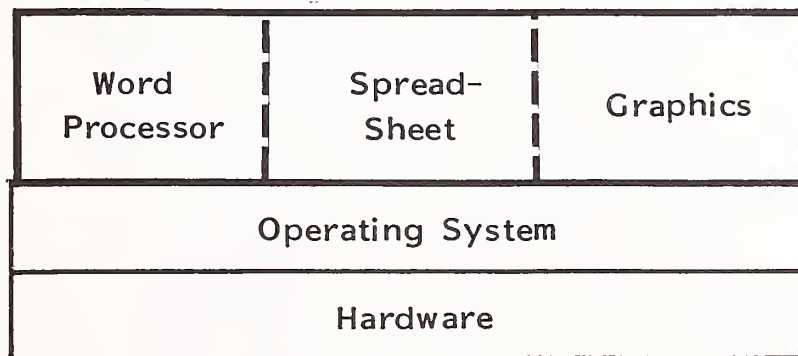 Word
Processor
Spread-
Sheet
Graphics
Operating System
Hardware